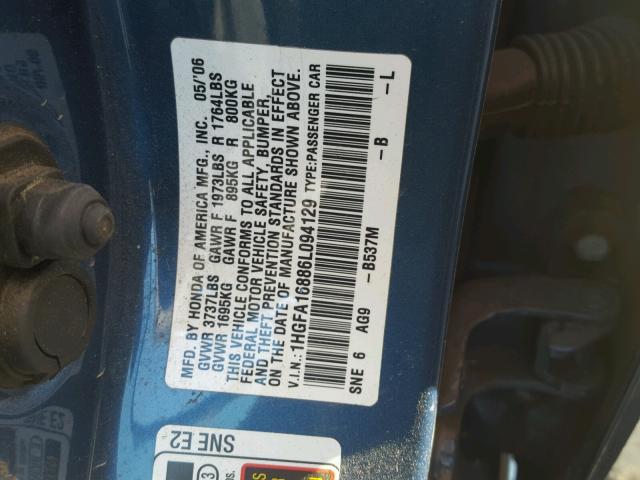 MFD. BY HONDA OF AMERICA MFG., INC. 05/'06
GVWR 3737LBS GAWR F 1973LBS R 1764LBS
GVWR 1695KG GAWR F 895KG R 800KG
THIS VEHICLE CONFORMS TO ALL APPLICABLE
FEDERAL MOTOR VEHICLE SAFETY, BUMPER,
AND THEFT PREVENTION STANDARDS IN EFFECT
ON THE DATE OF MANUFACTURE SHOWN ABOVE.
V.I.N.: 1HGFA16886L094129 TYPE:PASSENGER CAR
SNE 6 AG9 -B537M -B -L
SNE E2